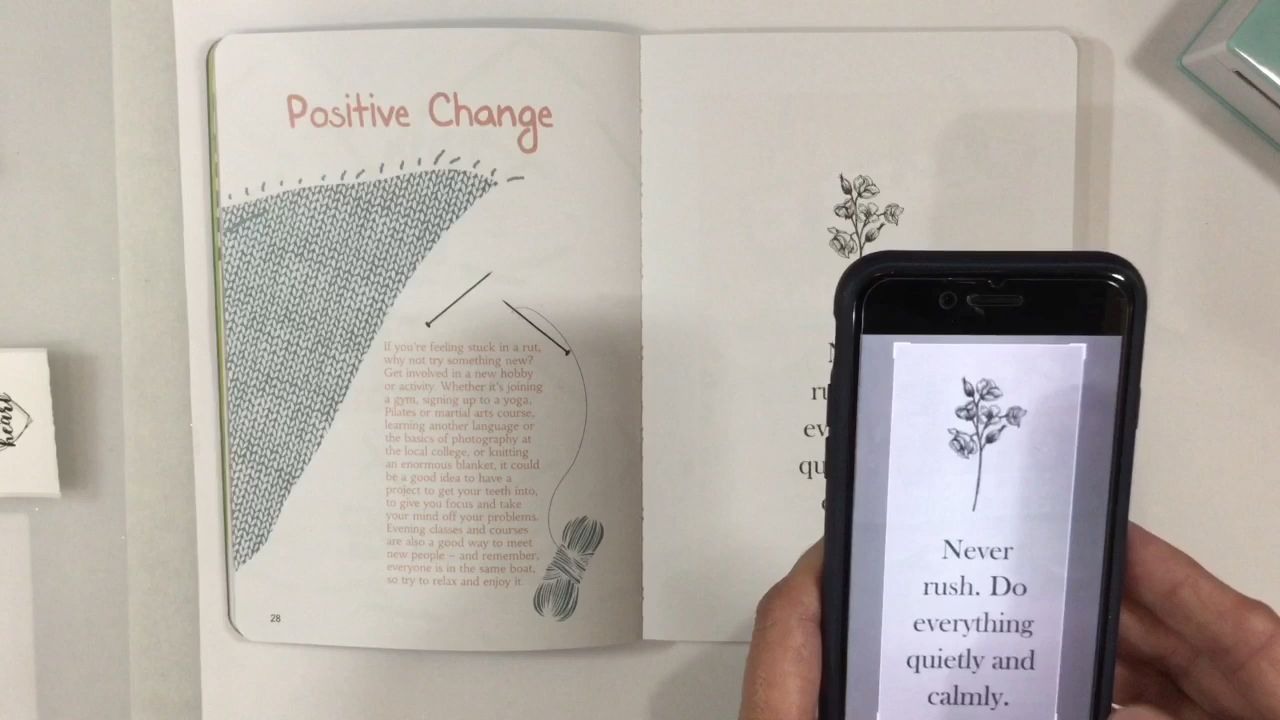 Positive Change
If you're feeling stuck in a rut,
why not try something new?
Get involved in a new hobby
or activity. Whether it's joining
a gym, signing up to a yoga,
Pilates or martial arts course,
learning another language or
the basics of photography at
the local college, or knitting
an enormous blanket, it could
be a good idea to have a
project to get your teeth into,
to give you focus and take
your mind off your problems.
Evening classes and courses
are also a good way to meet
new people – and remember,
everyone is in the same boat,
so try to relax and enjoy it.
28
Never
rush. Do
everything
quietly and
calmly.
heart